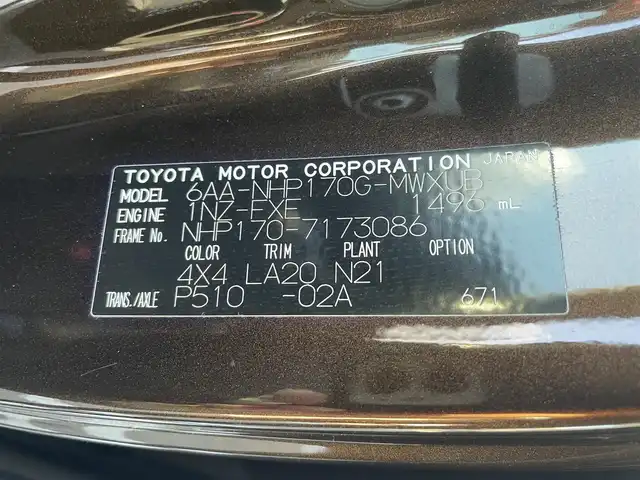 TOYOTA MOTOR CORPORATION JAPAN
MODEL 6AA-NHP170G-MWXUB
ENGINE 1NZ-EXE 1496 mL
FRAME No. NHP170-7173086
COLOR TRIM PLANT OPTION
4X4 LA20 N21
TRANS./AXLE P510 -02A 671